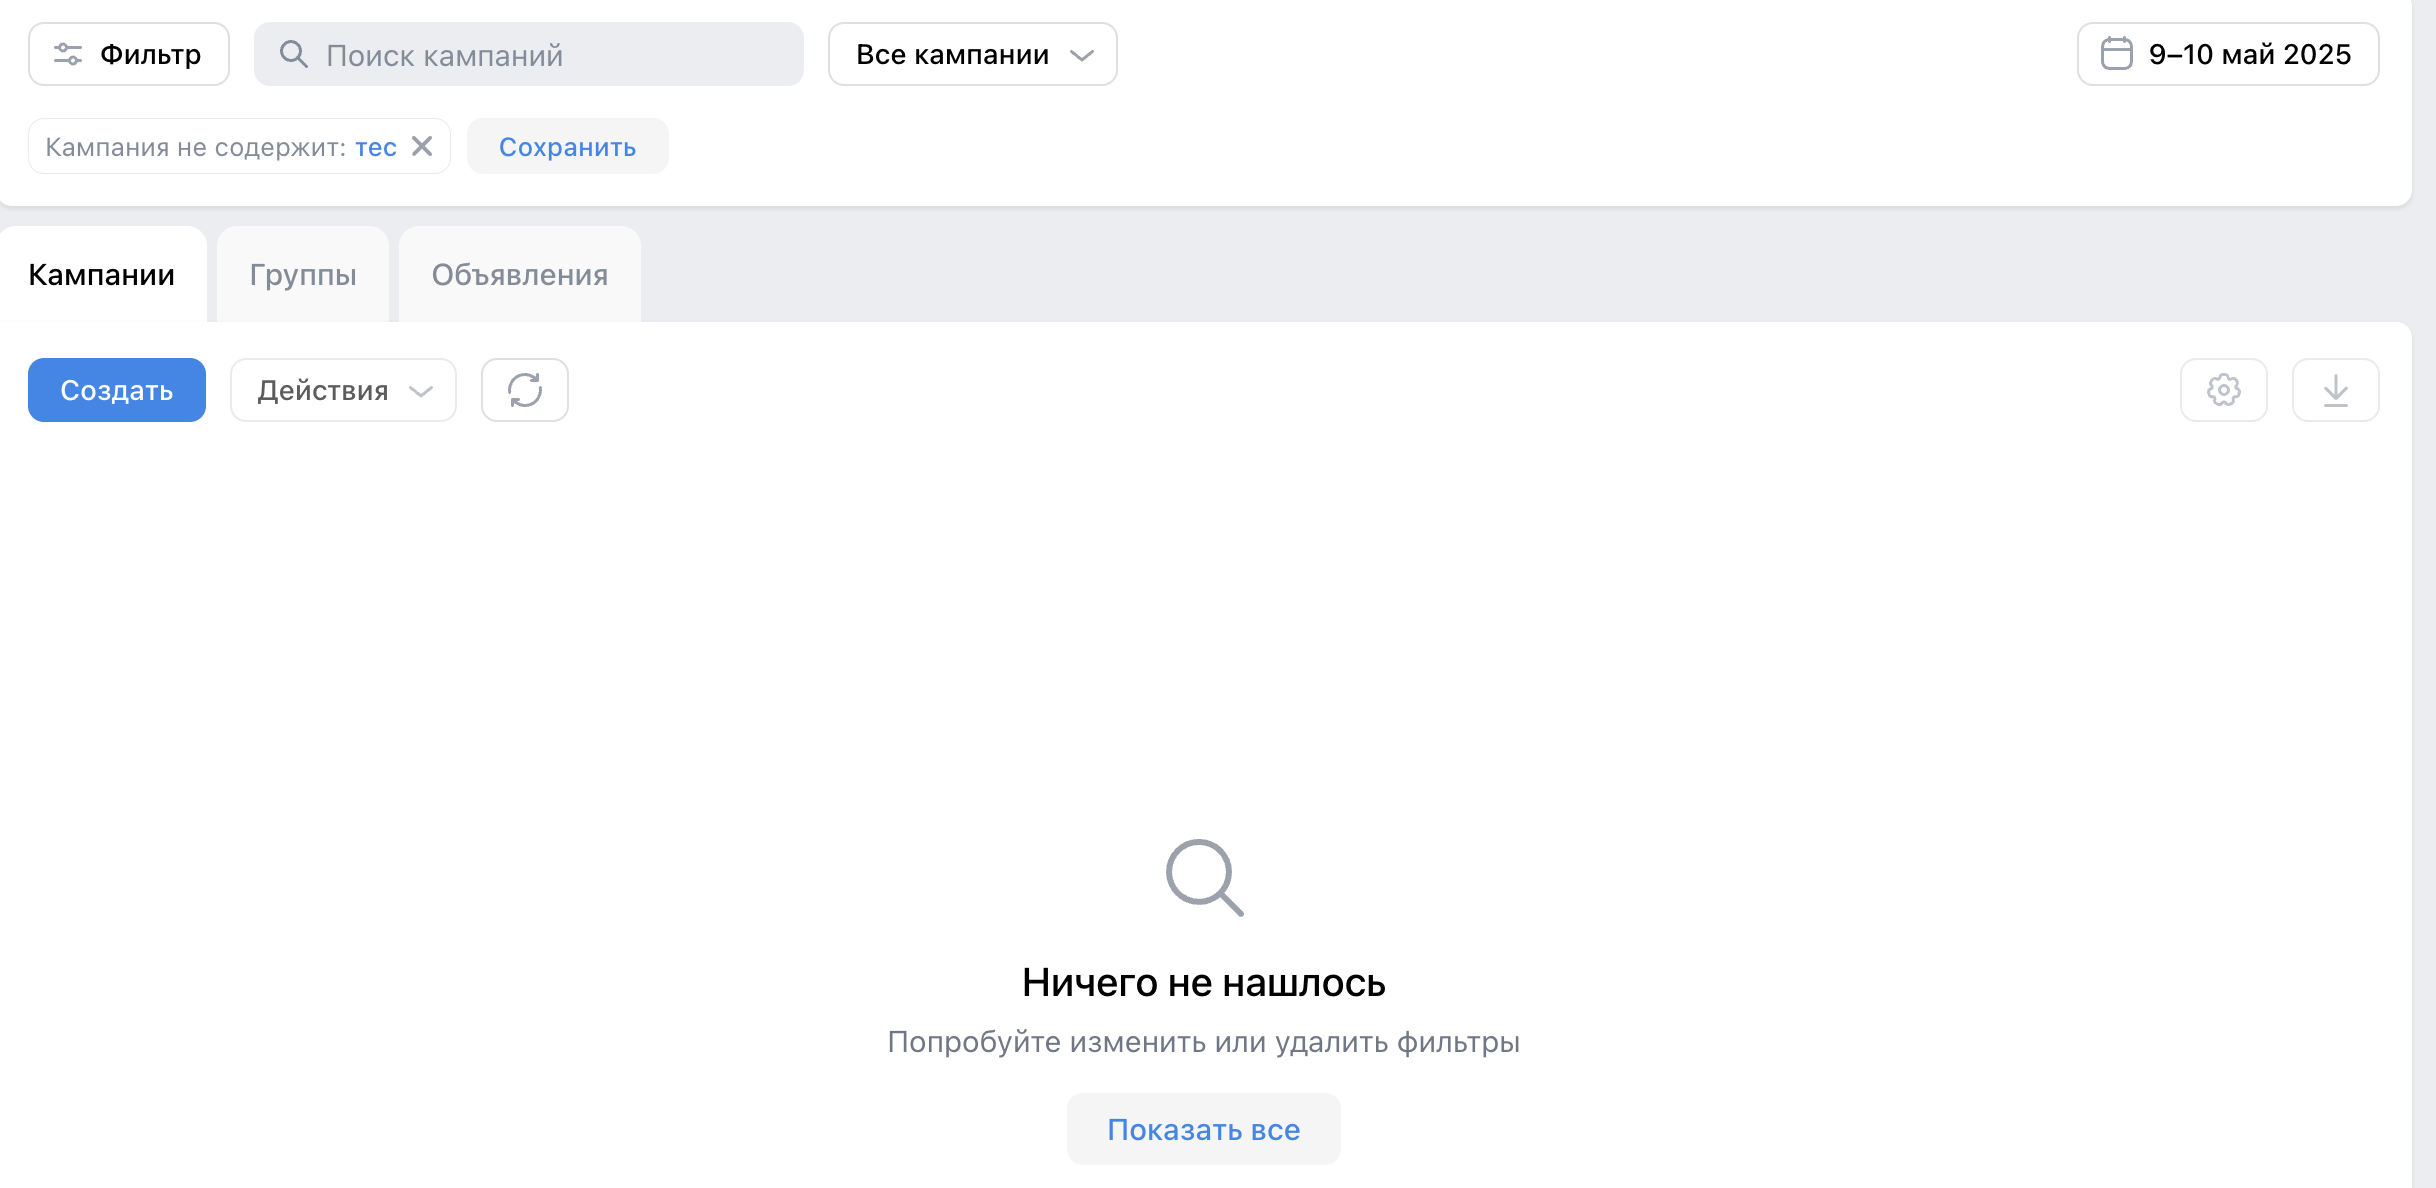 Фильтр
Поиск кампаний
Все кампании
9–10 май 2025
Кампания не содержит: тес
Сохранить
Кампании
Группы
Объявления
Создать
Действия
Ничего не нашлось
Попробуйте изменить или удалить фильтры
Показать все